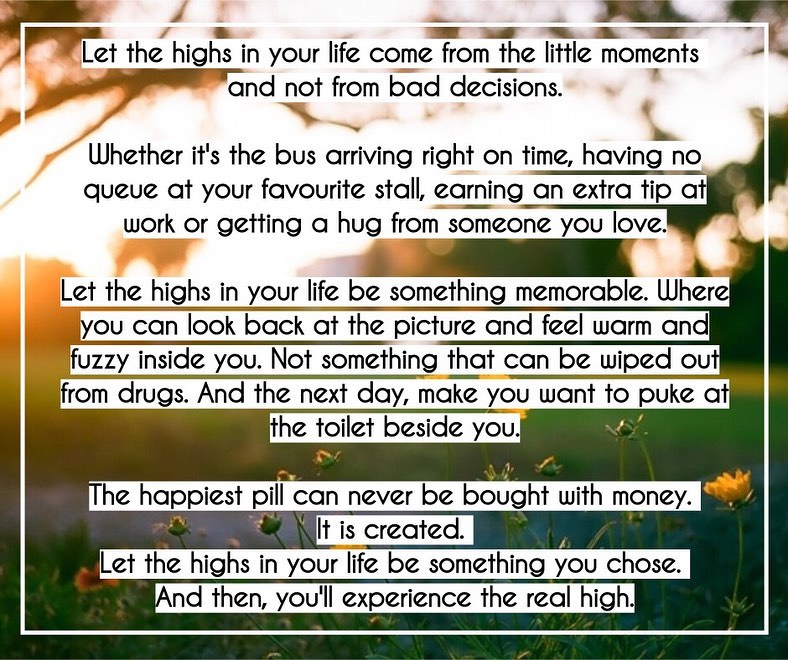 Let the highs in your life come from the little moments
and not from bad decisions.
Whether it's the bus arriving right on time, having no
queue at your favourite stall, earning an extra tip at
work or getting a hug from someone you love.
Let the highs in your life be something memorable. Where
you can look back at the picture and feel warm and
fuzzy inside you. Not something that can be wiped out
from drugs. And the next day, make you want to puke at
the toilet beside you.
The happiest pill can never be bought with money.
It is created.
Let the highs in your life be something you chose.
And then, you'll experience the real high.